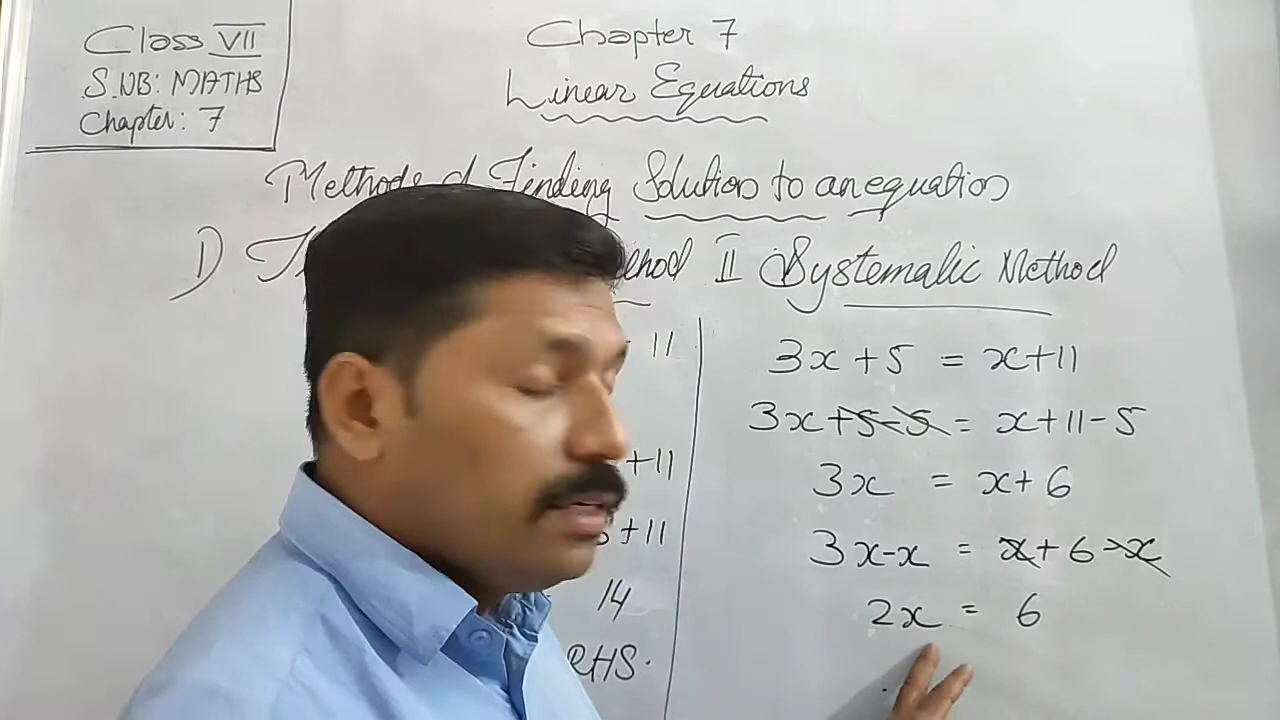 Class VII
S.NB: MATHS
Chapter: 7
Chapter 7
Linear Equations
Methods of Finding Solution to an equation
I) II Systematic Method
11
+11
+11
14
RHS.
3x + 5 = x + 11
3x + 5 - 5 = x + 11 - 5
3x = x + 6
3x - x = x + 6 - x
2x = 6